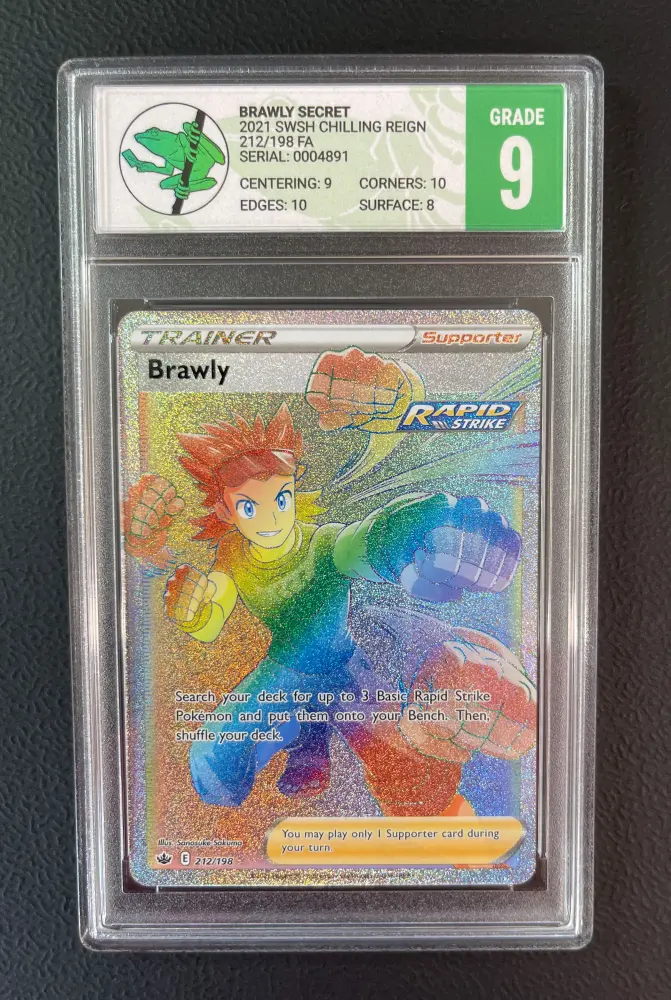 BRAWLY SECRET
2021 SWSH CHILLING REIGN
212/198 FA
SERIAL: 0004891
CENTERING: 9 CORNERS: 10
EDGES: 10 SURFACE: 8
GRADE
9
TRAINER Supporter
Brawly
RAPID
STRIKE
Search your deck for up to 3 Basic Rapid Strike
Pokémon and put them onto your Bench. Then,
shuffle your deck.
You may play only 1 Supporter card during
your turn.
Illus. Sanosuke Sakuma
E 212/198